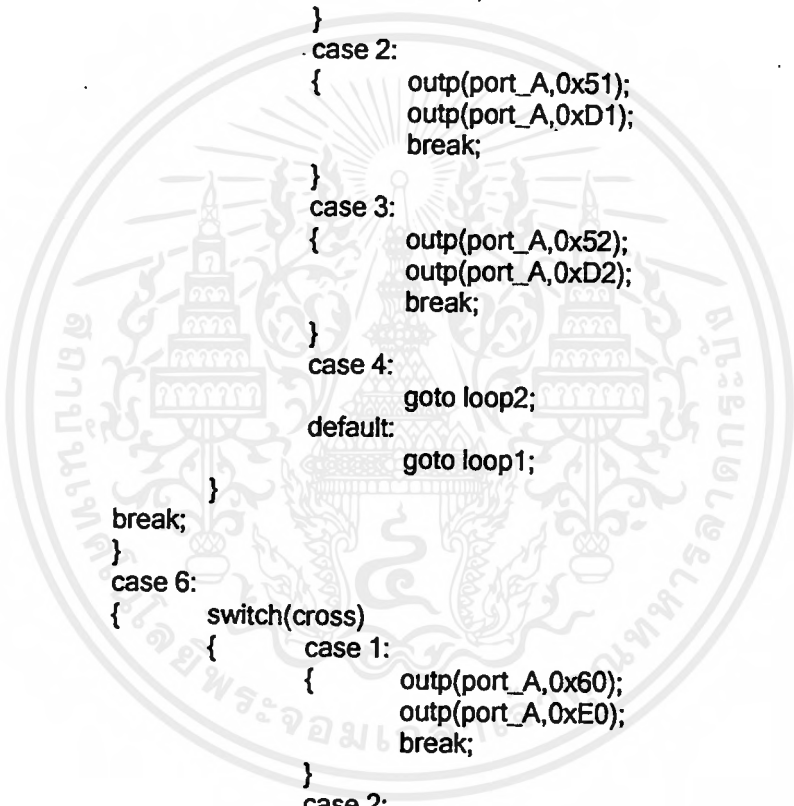 }
case 2:
{ outp(port_A,0x51);
outp(port_A,0xD1);
break;
}
case 3:
{ outp(port_A,0x52);
outp(port_A,0xD2);
break;
}
case 4:
goto loop2;
default:
goto loop1;
}
break;
}
case 6:
{ switch(cross)
{ case 1:
{ outp(port_A,0x60);
outp(port_A,0xE0);
break;
}
case 2: